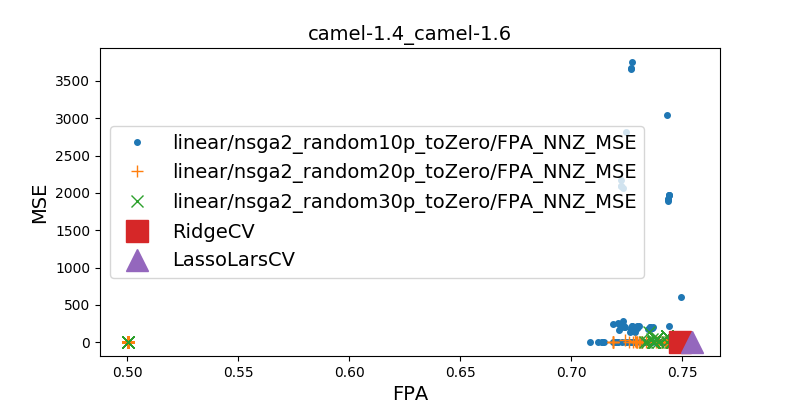 camel-1.4_camel-1.6
MSE
3500
3000
2500
2000
1500
1000
500
0
linear/nsga2_random10p_toZero/FPA_NNZ_MSE
linear/nsga2_random20p_toZero/FPA_NNZ_MSE
linear/nsga2_random30p_toZero/FPA_NNZ_MSE
RidgeCV
LassoLarsCV
0.50 0.55 0.60 0.65 0.70 0.75
FPA